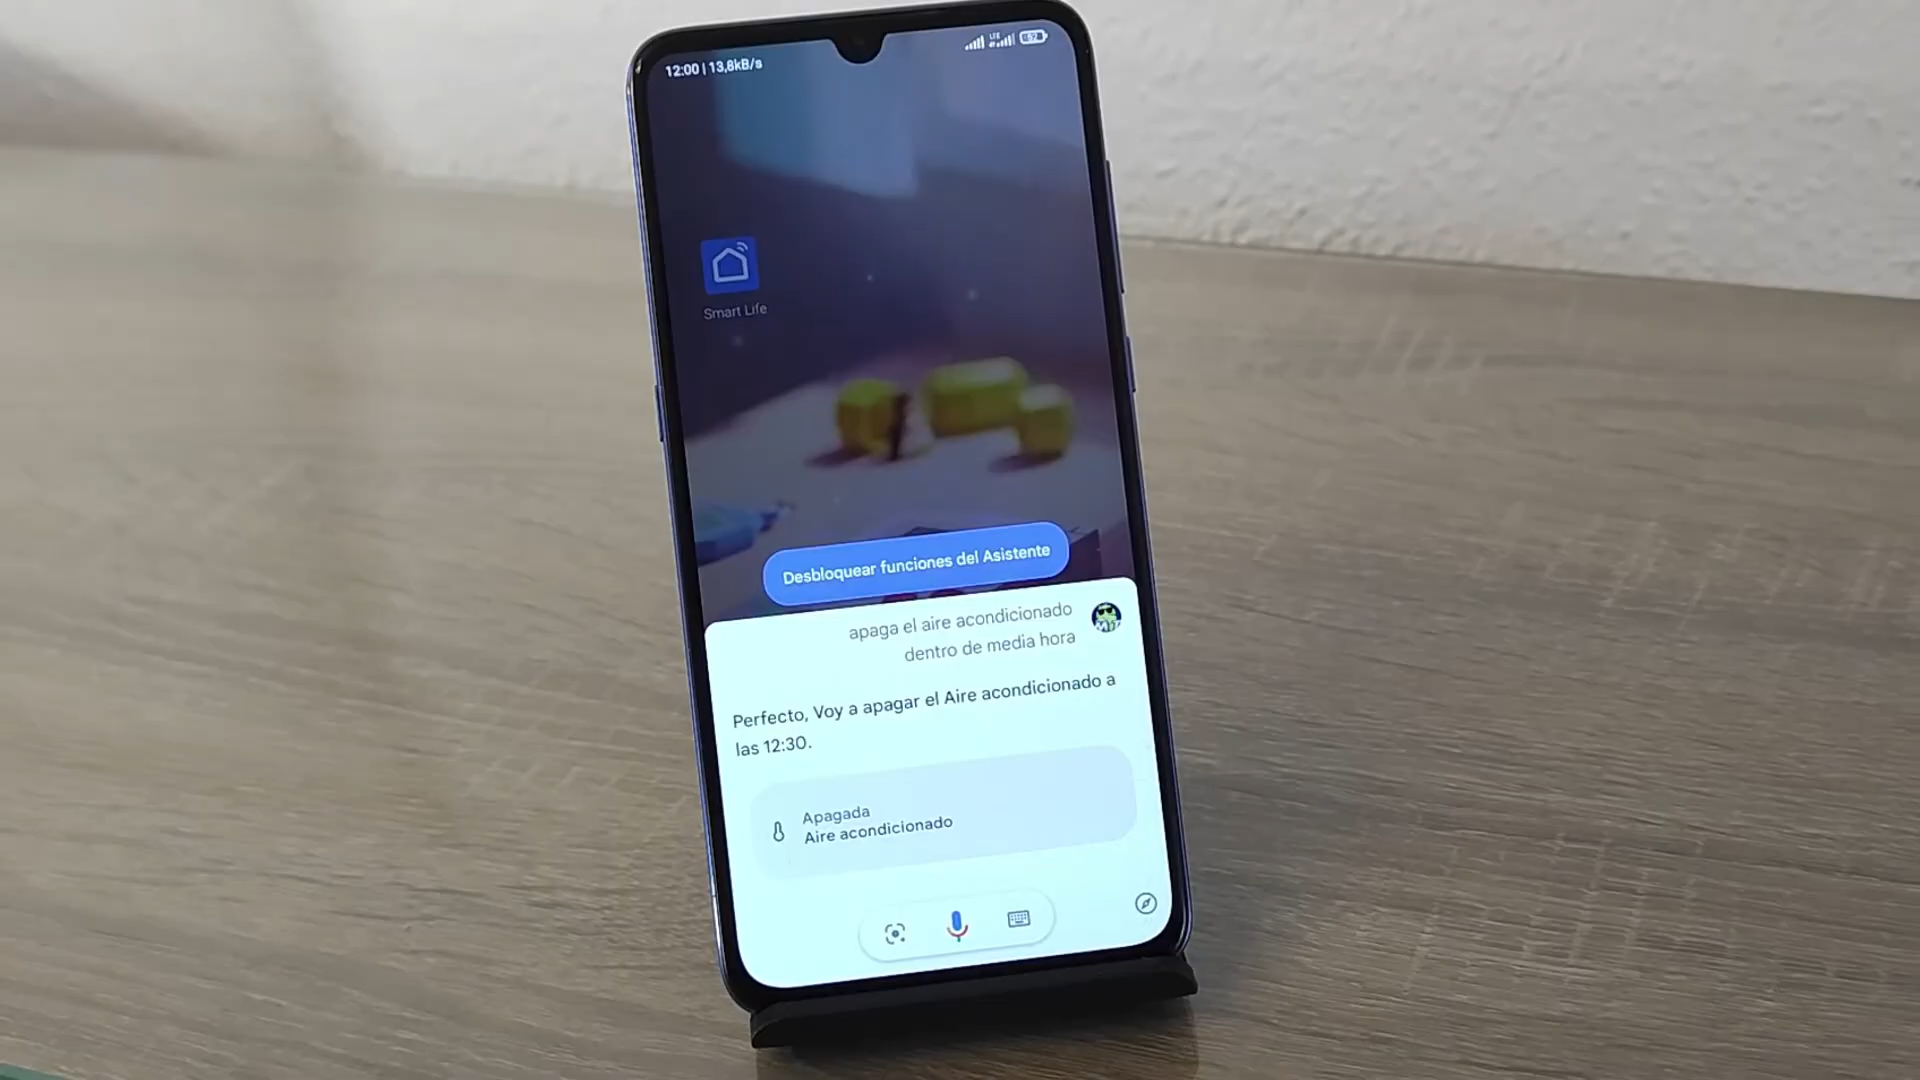 12:00 | 13,8kB/s
LTE
Smart Life
Desbloquear funciones del Asistente
apaga el aire acondicionado
dentro de media hora
Perfecto, Voy a apagar el Aire acondicionado a
las 12:30.
Apagada
Aire acondicionado